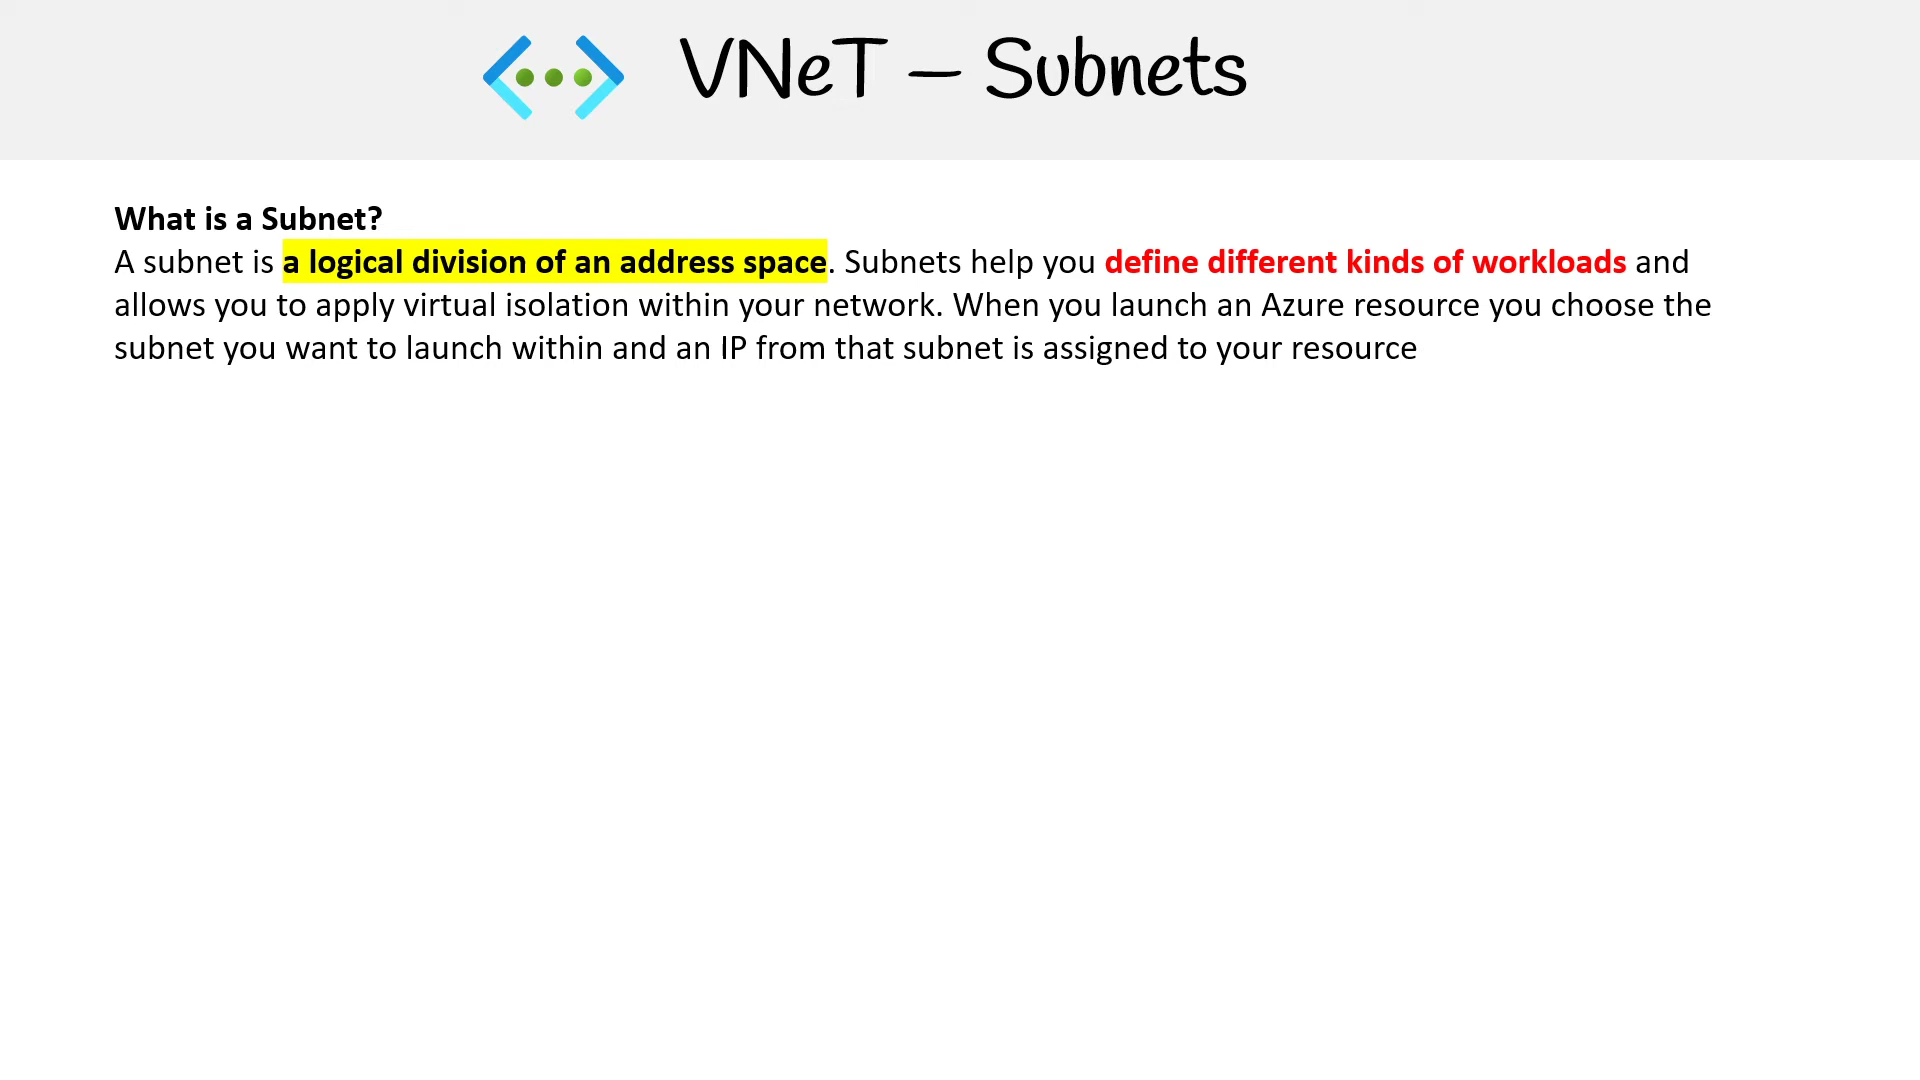 VNeT – Subnets
What is a Subnet?
A subnet is a logical division of an address space. Subnets help you define different kinds of workloads and
allows you to apply virtual isolation within your network. When you launch an Azure resource you choose the
subnet you want to launch within and an IP from that subnet is assigned to your resource